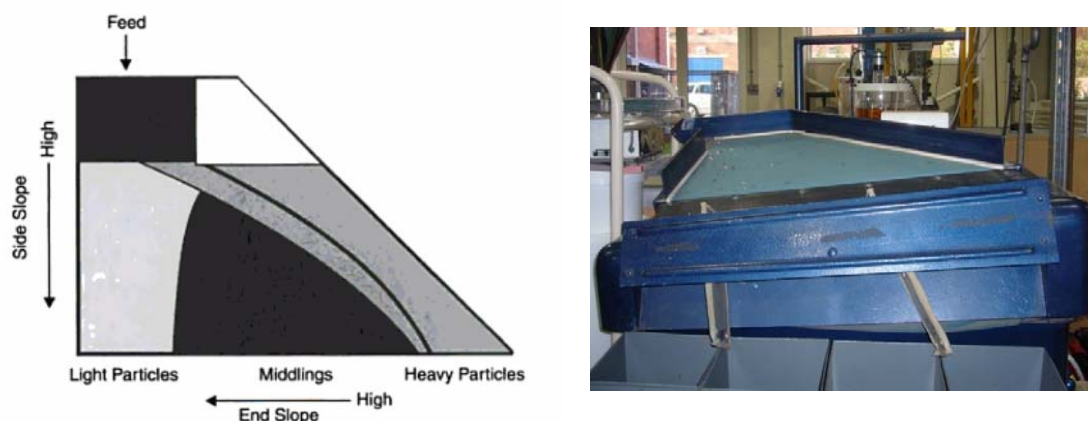 Feed
High
Side Slope
Light Particles
Middlings
Heavy Particles
High
End Slope